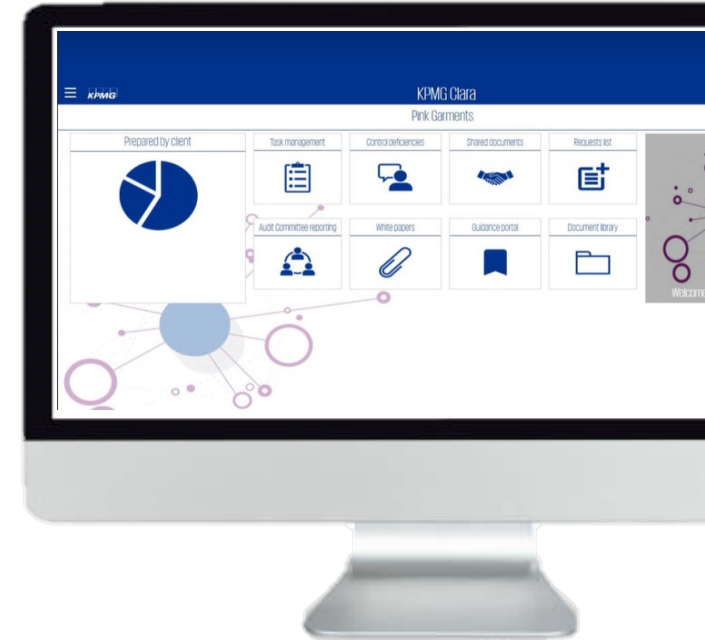 KPMG
KPMG Clara
Pink Garments
Prepared by client
Task management
Control deficiencies
Shared documents
Requests list
Audit Committee reporting
White papers
Guidance portal
Document library
Welcome